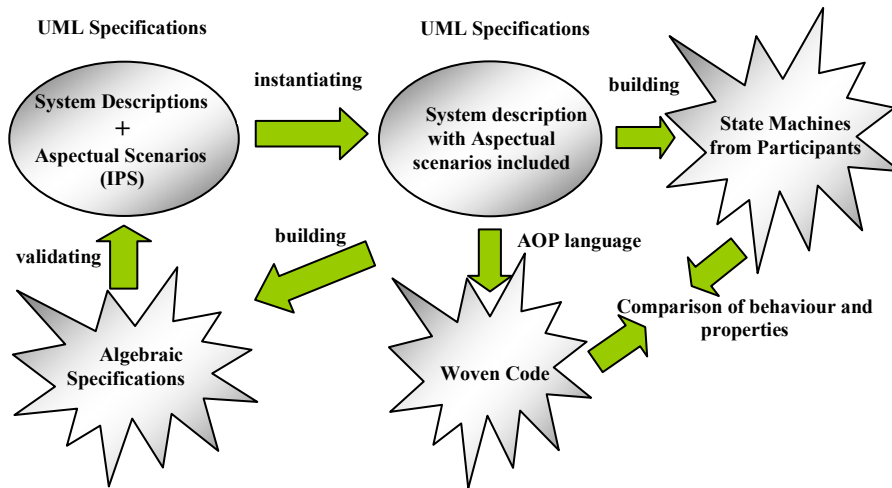 UML Specifications
UML Specifications
instantiating
building
System Descriptions
+
Aspectual Scenarios
(IPS)
System description
with Aspectual
scenarios included
State Machines
from Participants
validating
building
AOP language
Comparison of behaviour and
properties
Algebraic
Specifications
Woven Code